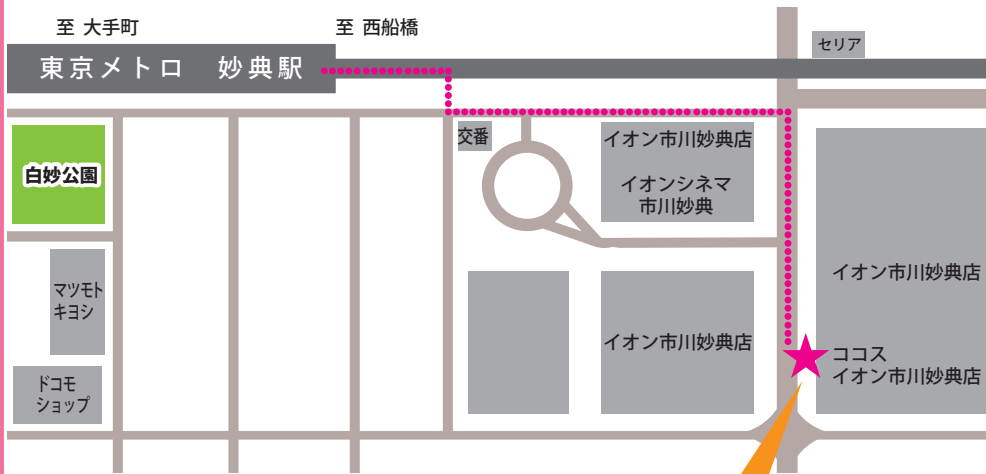 至 大手町
至 西船橋
セリア
東京メトロ 妙典駅
交番
イオン市川妙典店
イオンシネマ
市川妙典
白妙公園
イオン市川妙典店
マツモト
キヨシ
イオン市川妙典店
ココス
イオン市川妙典店
ドコモ
ショップ